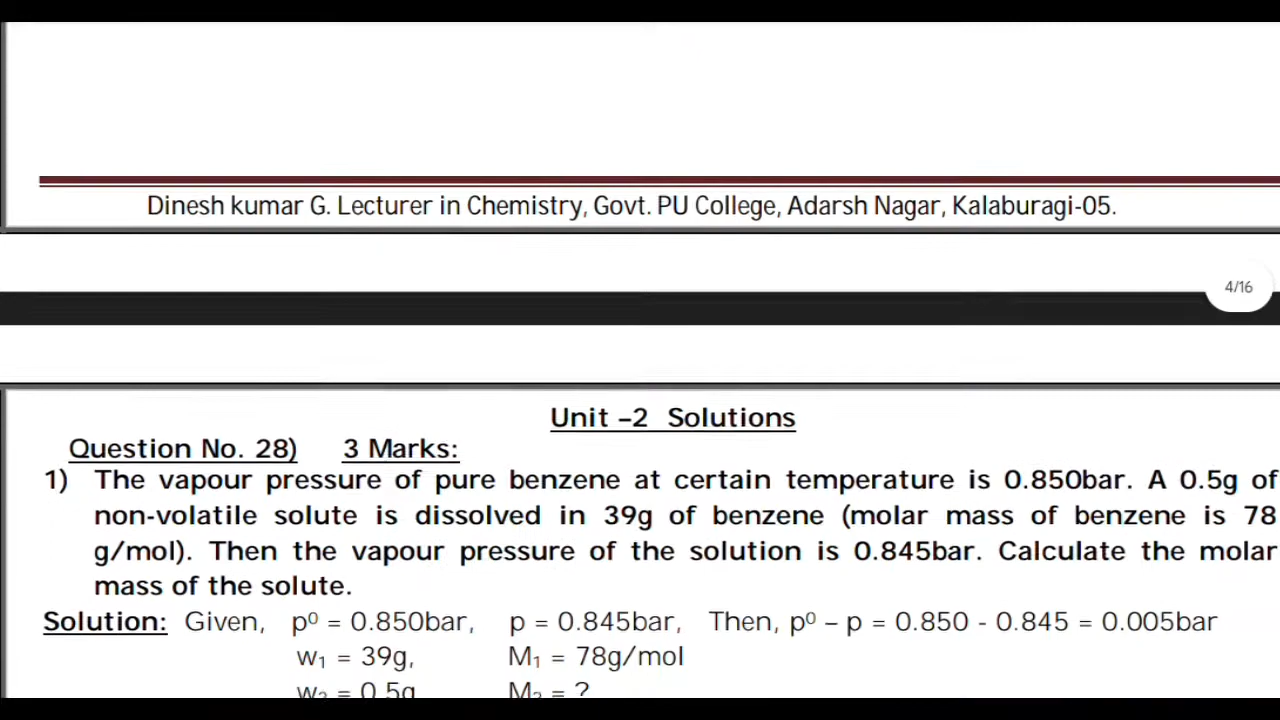 Dinesh kumar G. Lecturer in Chemistry, Govt. PU College, Adarsh Nagar, Kalaburagi-05.
4/16
Unit –2 Solutions
Question No. 28) 3 Marks:
1) The vapour pressure of pure benzene at certain temperature is 0.850bar. A 0.5g of
non-volatile solute is dissolved in 39g of benzene (molar mass of benzene is 78
g/mol). Then the vapour pressure of the solution is 0.845bar. Calculate the molar
mass of the solute.
Solution: Given, p⁰ = 0.850bar, p = 0.845bar, Then, p⁰ – p = 0.850 - 0.845 = 0.005bar
w₁ = 39g, M₁ = 78g/mol
w₂ = 0.5g M₂ = ?